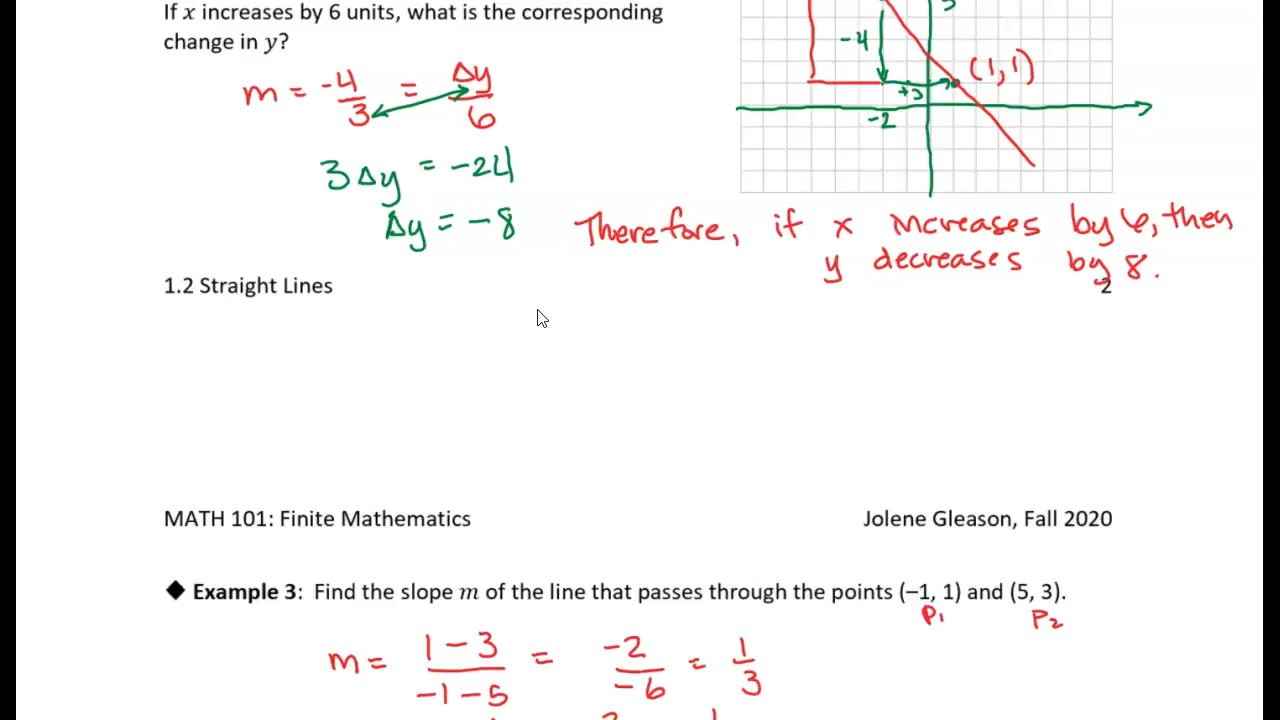 If x increases by 6 units, what is the corresponding
change in y?
m = -4/3 = Δy/6
3Δy = -24
Δy = -8
-4
+3
(1,1)
-2
Therefore, if x increases by 6, then
y decreases by 8.
1.2 Straight Lines
2
MATH 101: Finite Mathematics
Jolene Gleason, Fall 2020
◆ Example 3: Find the slope m of the line that passes through the points (–1, 1) and (5, 3).
P1 P2
m = 1-3/-1-5 = -2/-6 = 1/3